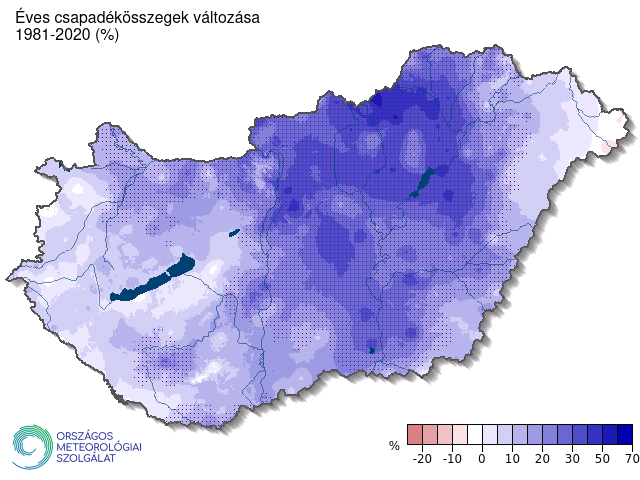 Éves csapadékösszegek változása
1981-2020 (%)
ORSZÁGOS
METEOROLÓGIAI
SZOLGÁLAT
%
-20 -10 0 10 20 30 50 70